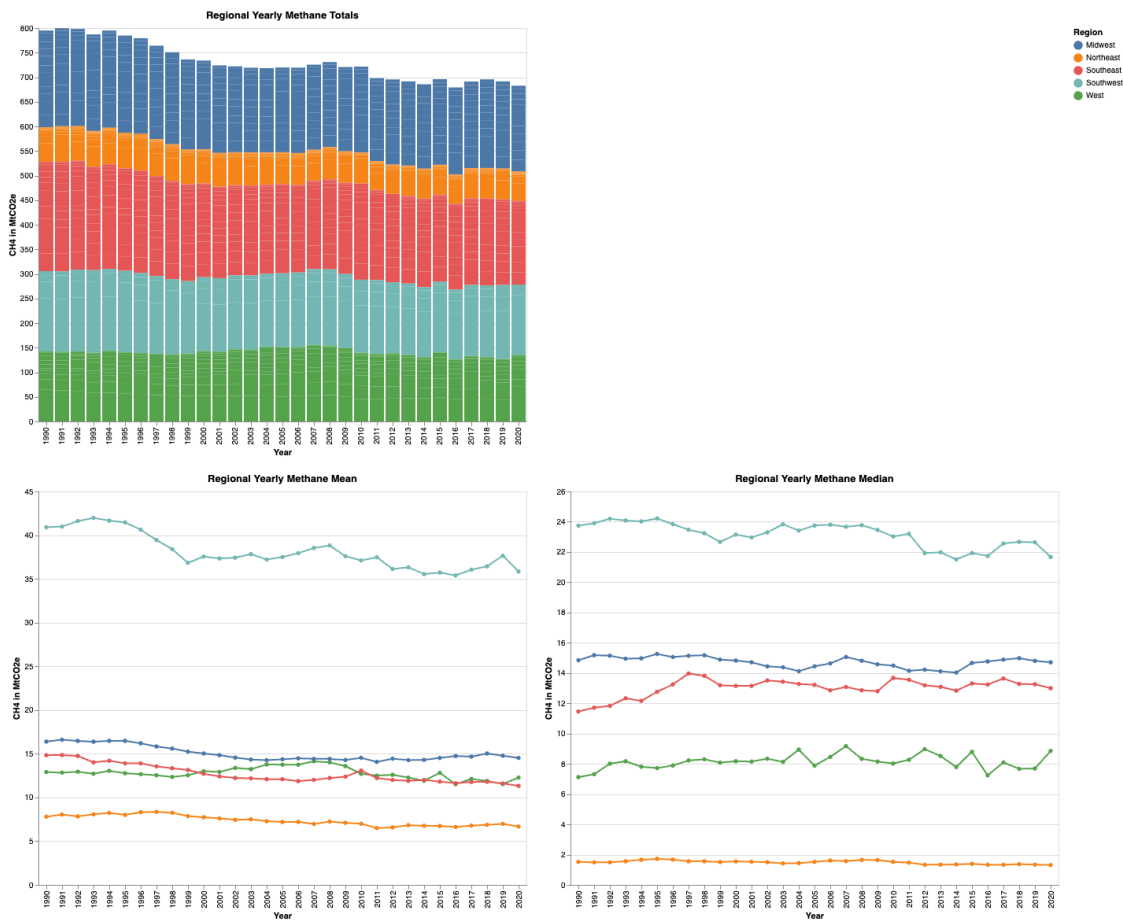 Regional Yearly Methane Totals
800
750
700
650
600
550
500
450
400
350
300
250
200
150
100
50
0
CH4 in MtCO2e
1990 1991 1992 1993 1994 1995 1996 1997 1998 1999 2000 2001 2002 2003 2004 2005 2006 2007 2008 2009 2010 2011 2012 2013 2014 2015 2016 2017 2018 2019 2020
Year
Region
Midwest
Northeast
Southeast
Southwest
West
Regional Yearly Methane Mean
45
40
35
30
25
20
15
10
5
0
CH4 in MtCO2e
1990 1991 1992 1993 1994 1995 1996 1997 1998 1999 2000 2001 2002 2003 2004 2005 2006 2007 2008 2009 2010 2011 2012 2013 2014 2015 2016 2017 2018 2019 2020
Year
Regional Yearly Methane Median
26
24
22
20
18
16
14
12
10
8
6
4
2
0
CH4 in MtCO2e
1990 1991 1992 1993 1994 1995 1996 1997 1998 1999 2000 2001 2002 2003 2004 2005 2006 2007 2008 2009 2010 2011 2012 2013 2014 2015 2016 2017 2018 2019 2020
Year